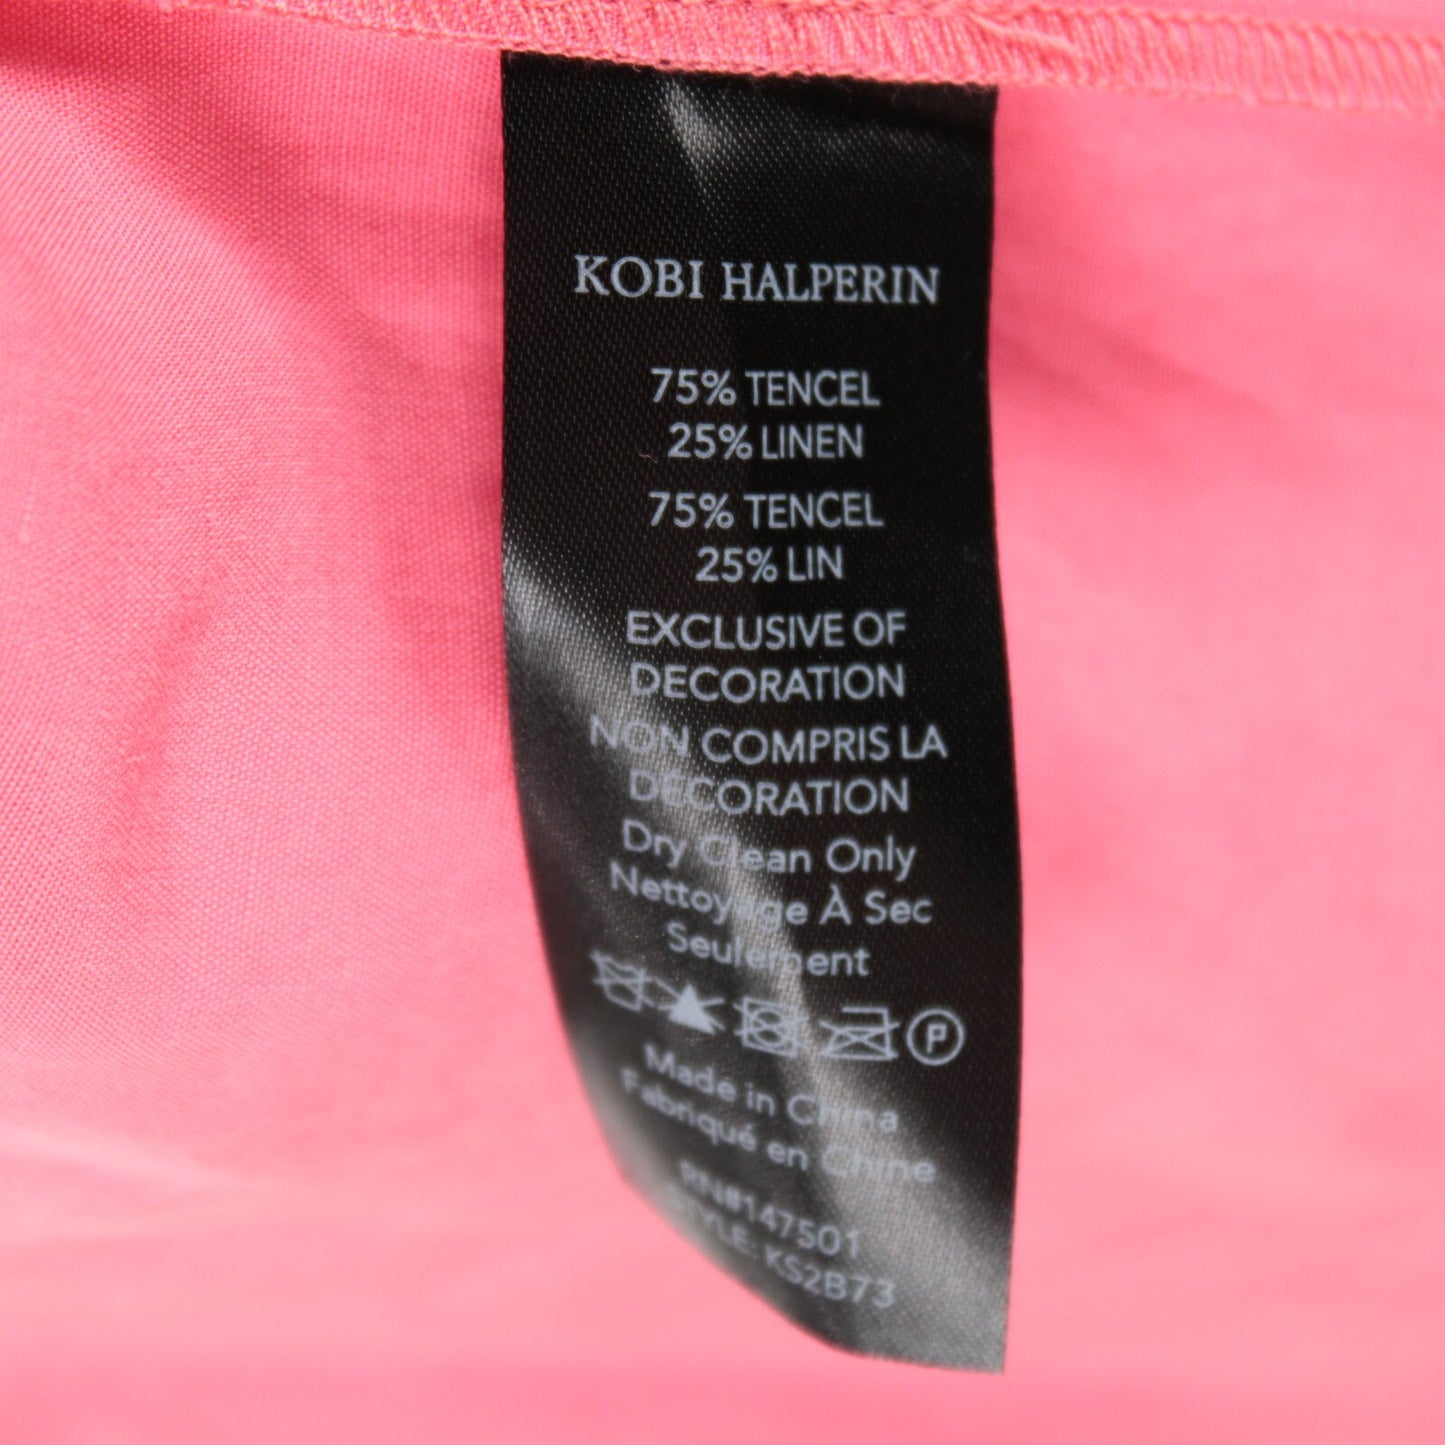 KOBI HALPERIN
75% TENCEL
25% LINEN
75% TENCEL
25% LIN
EXCLUSIVE OF
DECORATION
NON COMPRIS LA
DÉCORATION
Dry Clean Only
Nettoyage À Sec
Seulement
P
Made in China
Fabriqué en Chine
RN#147501
STYLE: KS2B73